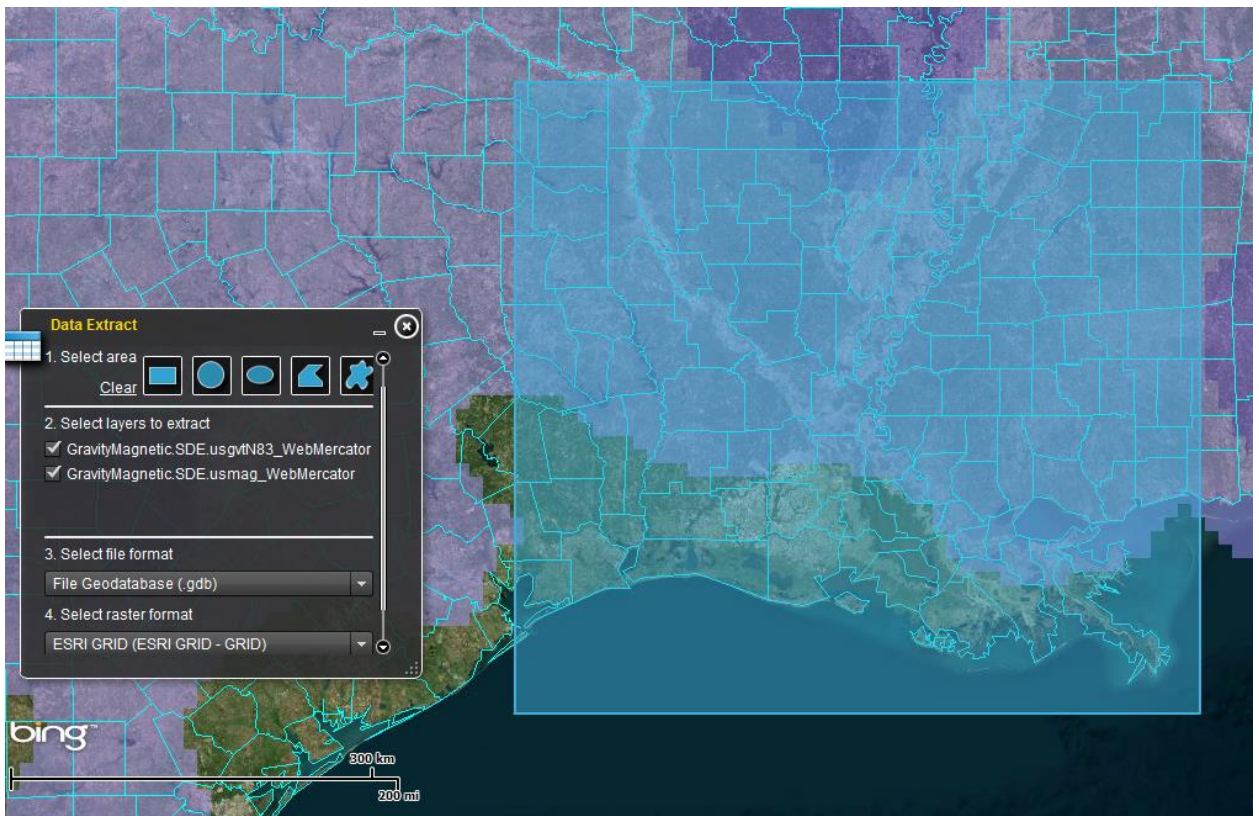 Data Extract
1. Select area
Clear
2. Select layers to extract
GravityMagnetic.SDE.usgvtN83_WebMercator
GravityMagnetic.SDE.usmag_WebMercator
3. Select file format
File Geodatabase (.gdb)
4. Select raster format
ESRI GRID (ESRI GRID - GRID)
bing™
300 km
200 mi